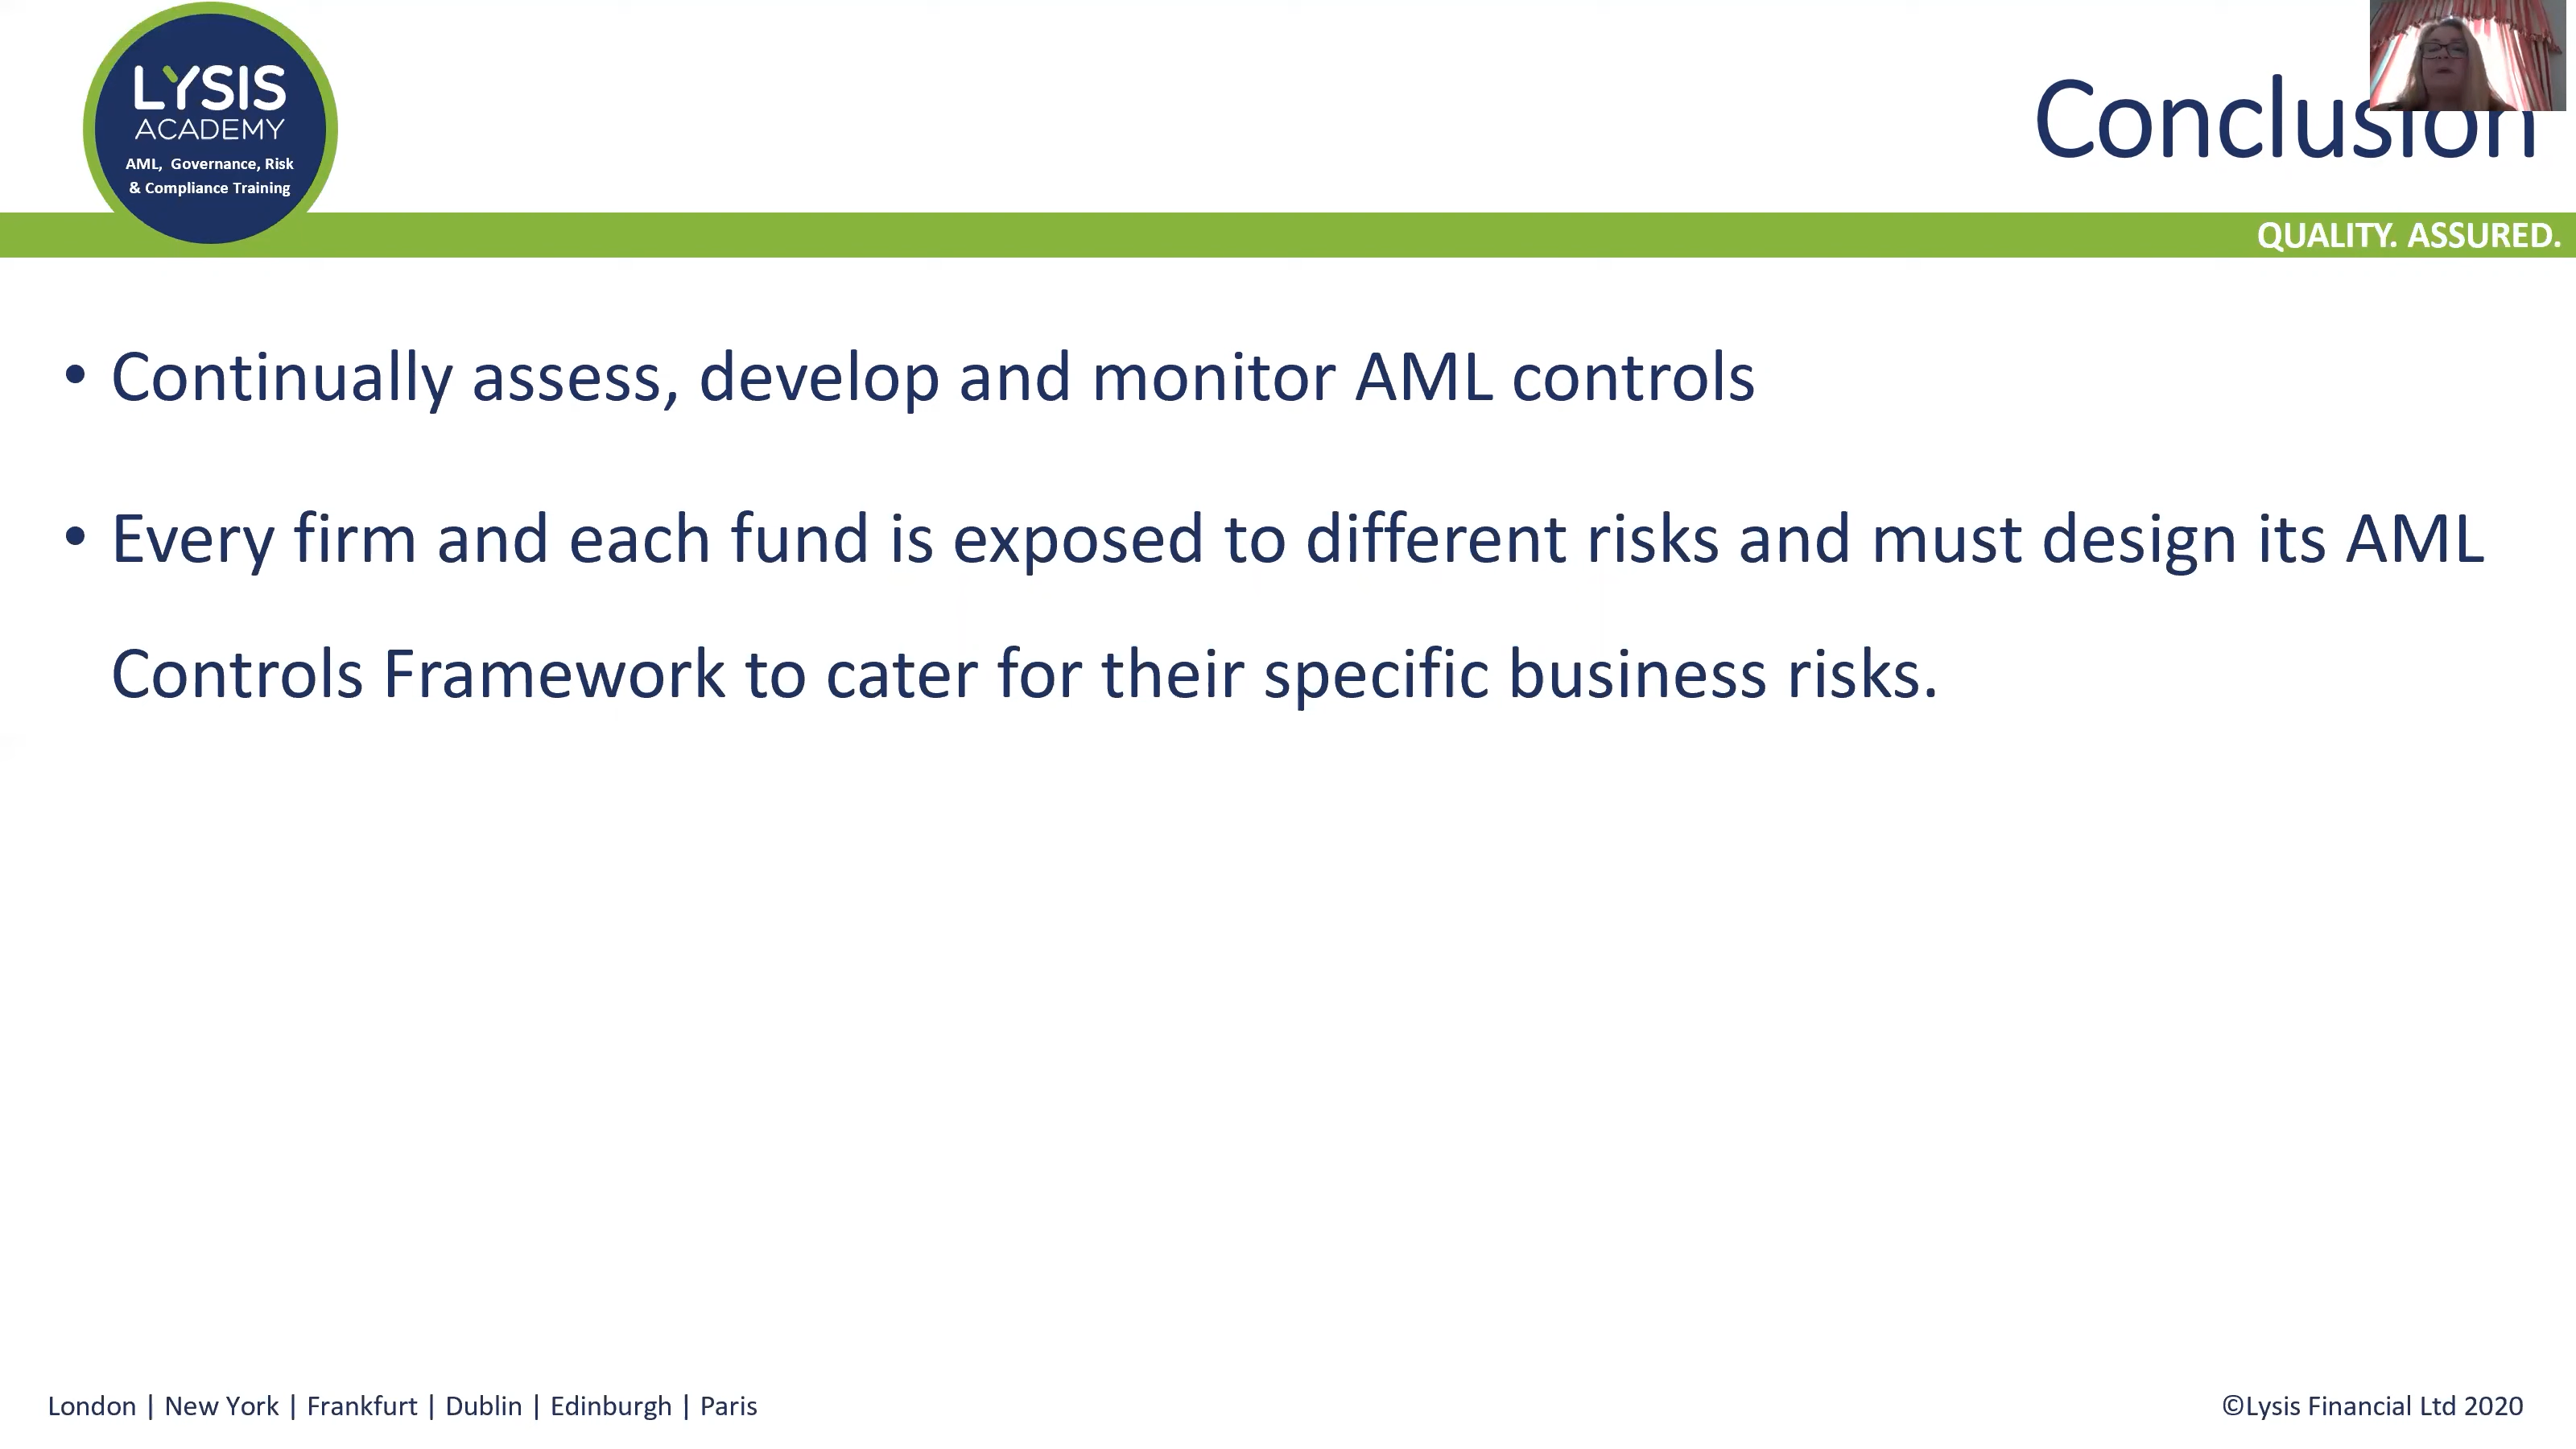 LYSIS
ACADEMY
AML, Governance, Risk
& Compliance Training
Conclusion
QUALITY. ASSURED.
• Continually assess, develop and monitor AML controls
• Every firm and each fund is exposed to different risks and must design its AML
Controls Framework to cater for their specific business risks.
London | New York | Frankfurt | Dublin | Edinburgh | Paris
©Lysis Financial Ltd 2020